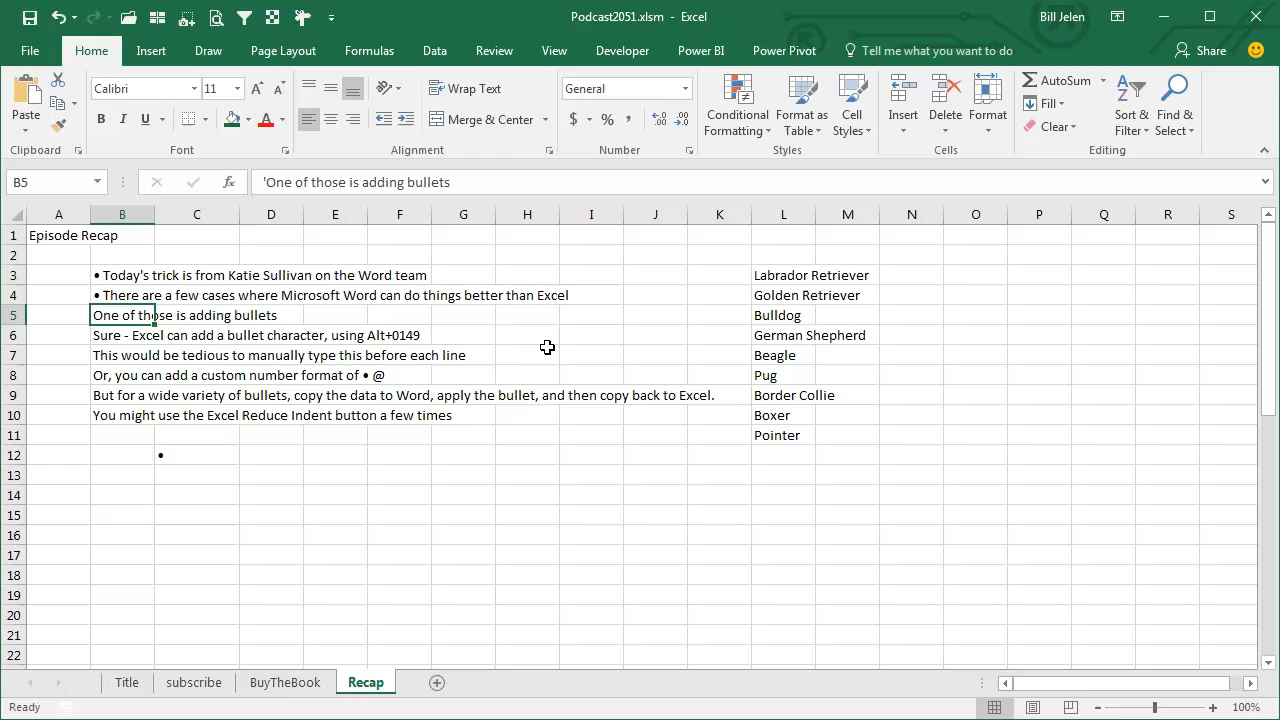 Podcast2051.xlsm - Excel
Bill Jelen
File Home Insert Draw Page Layout Formulas Data Review View Developer Power BI Power Pivot Tell me what you want to do Share
Paste
Clipboard
Calibri 11
B I U A A A
Font
Wrap Text
Merge & Center
Alignment
General
$ % ,
Number
Conditional Formatting
Format as Table
Cell Styles
Styles
Insert Delete Format
Cells
AutoSum
Fill
Clear
Sort & Filter
Find & Select
Editing
B5 fx 'One of those is adding bullets
A B C D E F G H I J K L M N O P Q R S
1 Episode Recap
2
3 • Today's trick is from Katie Sullivan on the Word team Labrador Retriever
4 • There are a few cases where Microsoft Word can do things better than Excel Golden Retriever
5 One of those is adding bullets Bulldog
6 Sure - Excel can add a bullet character, using Alt+0149 German Shepherd
7 This would be tedious to manually type this before each line Beagle
8 Or, you can add a custom number format of • @ Pug
9 But for a wide variety of bullets, copy the data to Word, apply the bullet, and then copy back to Excel. Border Collie
10 You might use the Excel Reduce Indent button a few times Boxer
11 Pointer
12 •
13
14
15
16
17
18
19
20
21
22
Title subscribe BuyTheBook Recap
Ready 100%